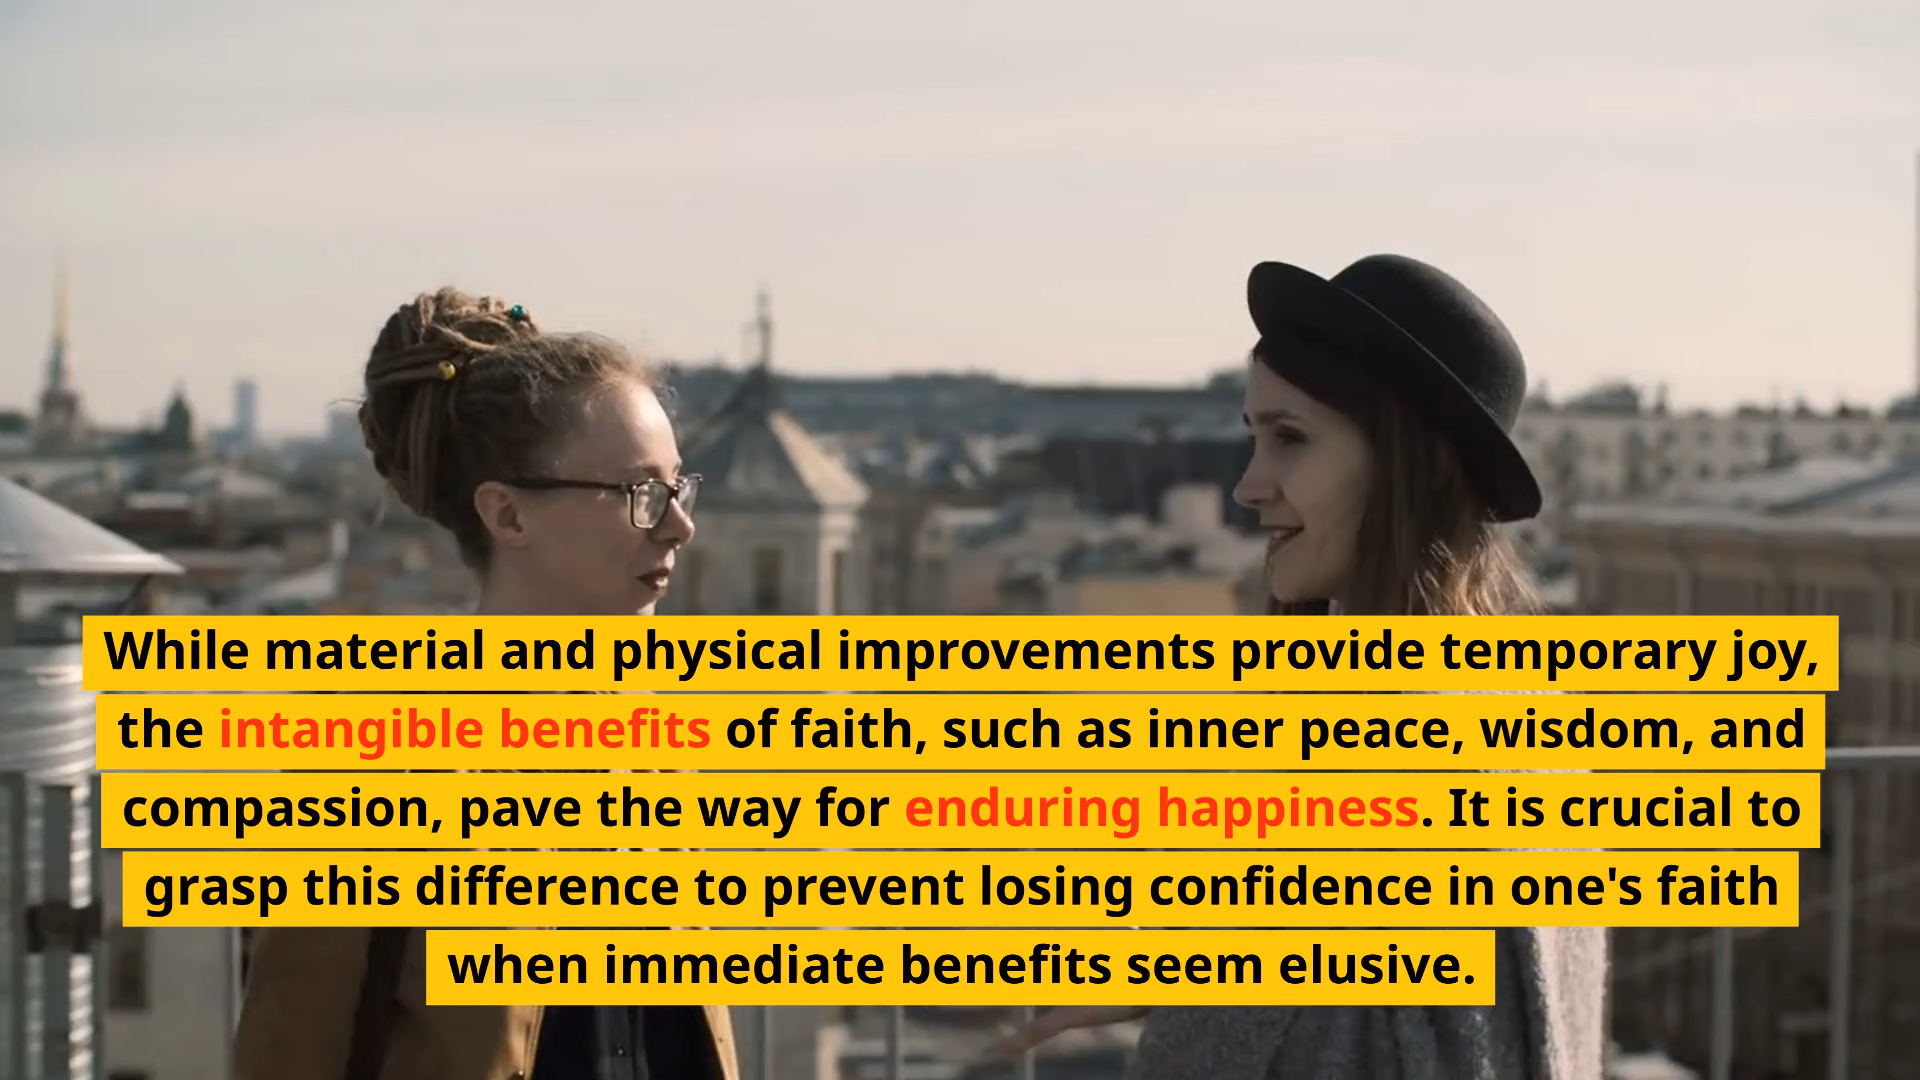 While material and physical improvements provide temporary joy,
the intangible benefits of faith, such as inner peace, wisdom, and
compassion, pave the way for enduring happiness. It is crucial to
grasp this difference to prevent losing confidence in one's faith
when immediate benefits seem elusive.